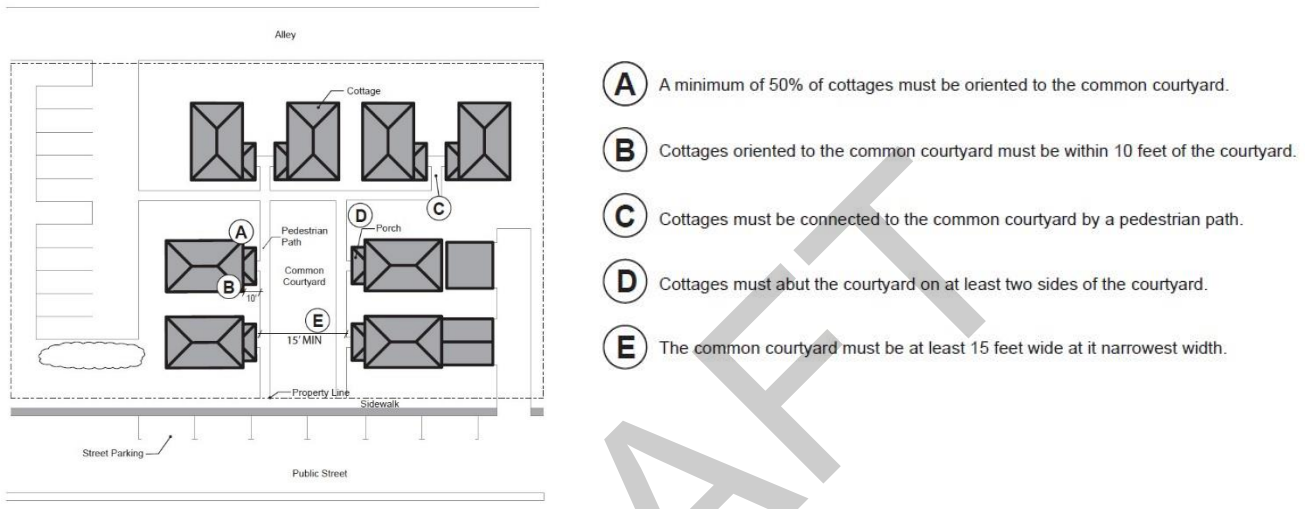 Alley
Cottage
D
C
A
Pedestrian
Path
Porch
Common
Courtyard
B
10'
E
15' MIN
Property Line
Sidewalk
Street Parking
Public Street
A A minimum of 50% of cottages must be oriented to the common courtyard.
B Cottages oriented to the common courtyard must be within 10 feet of the courtyard.
C Cottages must be connected to the common courtyard by a pedestrian path.
D Cottages must abut the courtyard on at least two sides of the courtyard.
E The common courtyard must be at least 15 feet wide at it narrowest width.
AFT